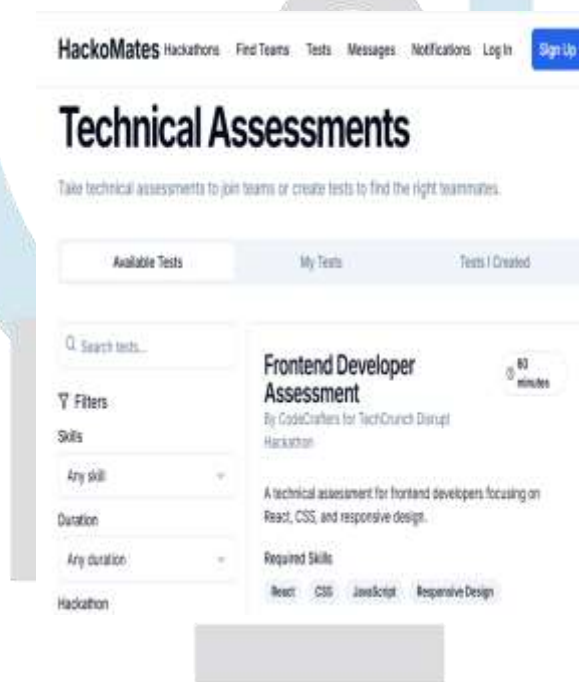 HackoMates Hackathons Find Teams Tests Messages Notifications Log In Sign Up
Technical Assessments
Take technical assessments to join teams or create tests to find the right teammates.
Available Tests My Tests Tests I Created
Search tests...
Filters
Skills
Any skill
Duration
Any duration
Hackathon
Frontend Developer
Assessment
60
minutes
By CodeCrafters for TechCrunch Disrupt
Hackathon
A technical assessment for frontend developers focusing on
React, CSS, and responsive design.
Required Skills
React CSS JavaScript Responsive Design